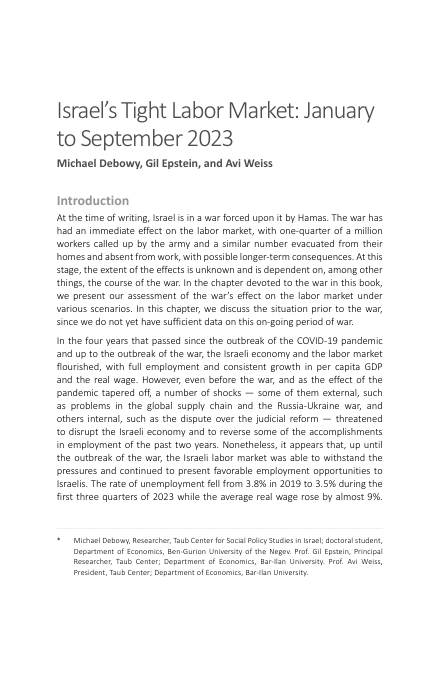 Israel's Tight Labor Market: January
to September 2023
Michael Debowy, Gil Epstein, and Avi Weiss
Introduction
At the time of writing, Israel is in a war forced upon it by Hamas. The war has
had an immediate effect on the labor market, with one-quarter of a million
workers called up by the army and a similar number evacuated from their
homes and absent from work, with possible longer-term consequences. At this
stage, the extent of the effects is unknown and is dependent on, among other
things, the course of the war. In the chapter devoted to the war in this book,
we present our assessment of the war's effect on the labor market under
various scenarios. In this chapter, we discuss the situation prior to the war,
since we do not yet have sufficient data on this on-going period of war.
In the four years that passed since the outbreak of the COVID-19 pandemic
and up to the outbreak of the war, the Israeli economy and the labor market
flourished, with full employment and consistent growth in per capita GDP
and the real wage. However, even before the war, and as the effect of the
pandemic tapered off, a number of shocks — some of them external, such
as problems in the global supply chain and the Russia-Ukraine war, and
others internal, such as the dispute over the judicial reform — threatened
to disrupt the Israeli economy and to reverse some of the accomplishments
in employment of the past two years. Nonetheless, it appears that, up until
the outbreak of the war, the Israeli labor market was able to withstand the
pressures and continued to present favorable employment opportunities to
Israelis. The rate of unemployment fell from 3.8% in 2019 to 3.5% during the
first three quarters of 2023 while the average real wage rose by almost 9%.
* Michael Debowy, Researcher, Taub Center for Social Policy Studies in Israel; doctoral student,
Department of Economics, Ben-Gurion University of the Negev. Prof. Gil Epstein, Principal
Researcher, Taub Center; Department of Economics, Bar-Ilan University. Prof. Avi Weiss,
President, Taub Center; Department of Economics, Bar-Ilan University.